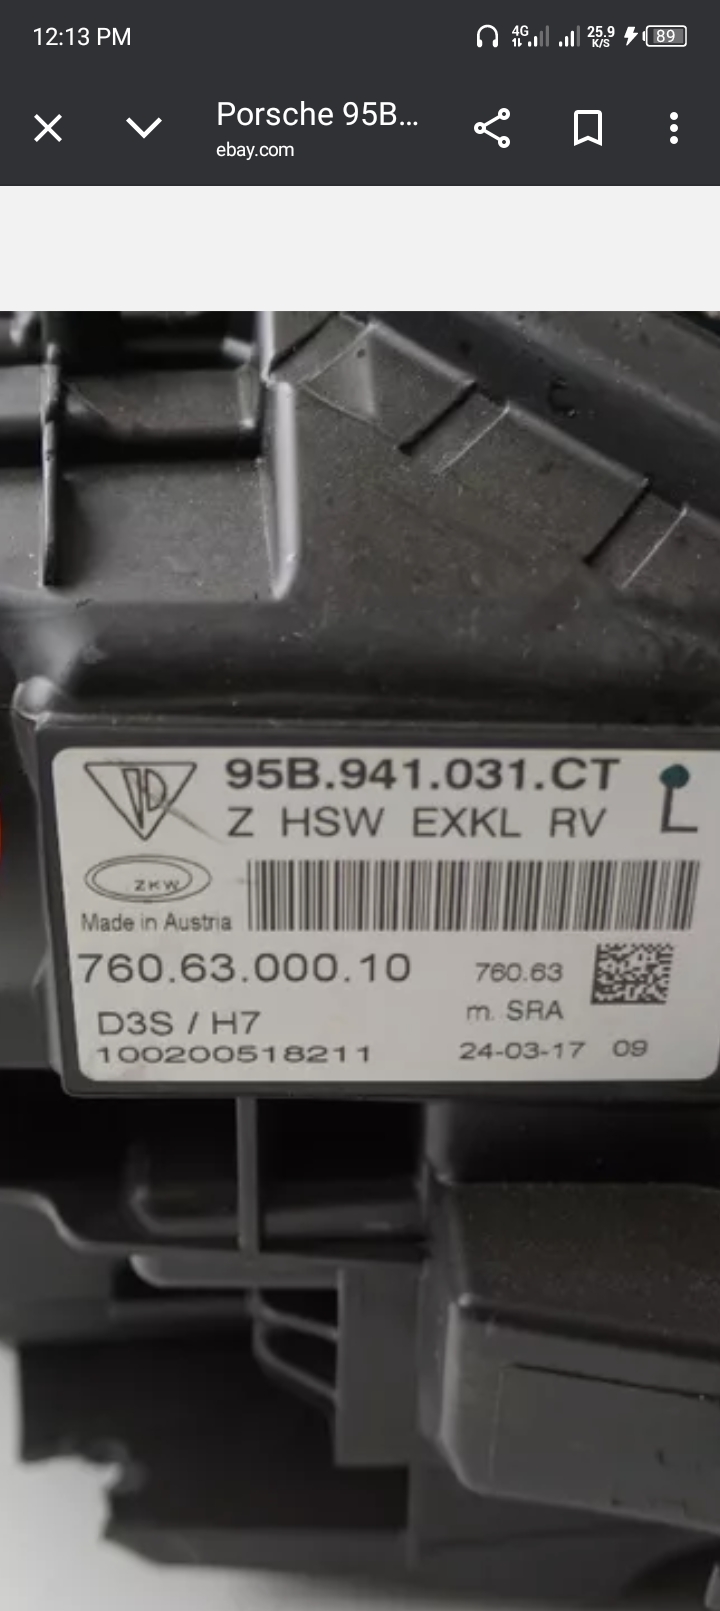 12:13 PM
4G
25.9 K/S
89
Porsche 95B...
ebay.com
95B.941.031.CT
Z HSW EXKL RV L
ZKW
Made in Austria
760.63.000.10
760.63
m. SRA
D3S / H7
100200518211
24-03-17 09